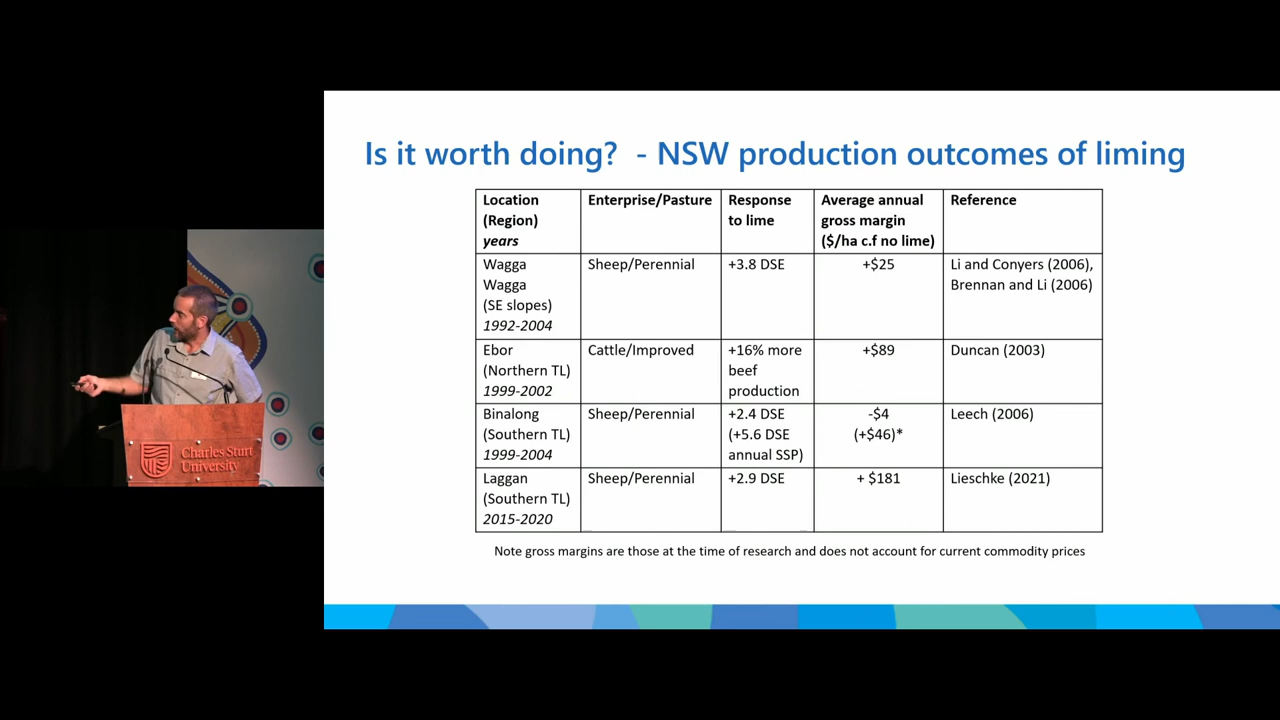 Is it worth doing?  - NSW production outcomes of liming
Location
(Region)
years
Enterprise/Pasture
Response
to lime
Average annual
gross margin
($/ha c.f no lime)
Reference
Wagga
Wagga
(SE slopes)
1992-2004
Sheep/Perennial
+3.8 DSE
+$25
Li and Conyers (2006),
Brennan and Li (2006)
Ebor
(Northern TL)
1999-2002
Cattle/Improved
+16% more
beef
production
+$89
Duncan (2003)
Binalong
(Southern TL)
1999-2004
Sheep/Perennial
+2.4 DSE
(+5.6 DSE
annual SSP)
-$4
(+$46)*
Leech (2006)
Laggan
(Southern TL)
2015-2020
Sheep/Perennial
+2.9 DSE
+ $181
Lieschke (2021)
Note gross margins are those at the time of research and does not account for current commodity prices
Charles Sturt
University